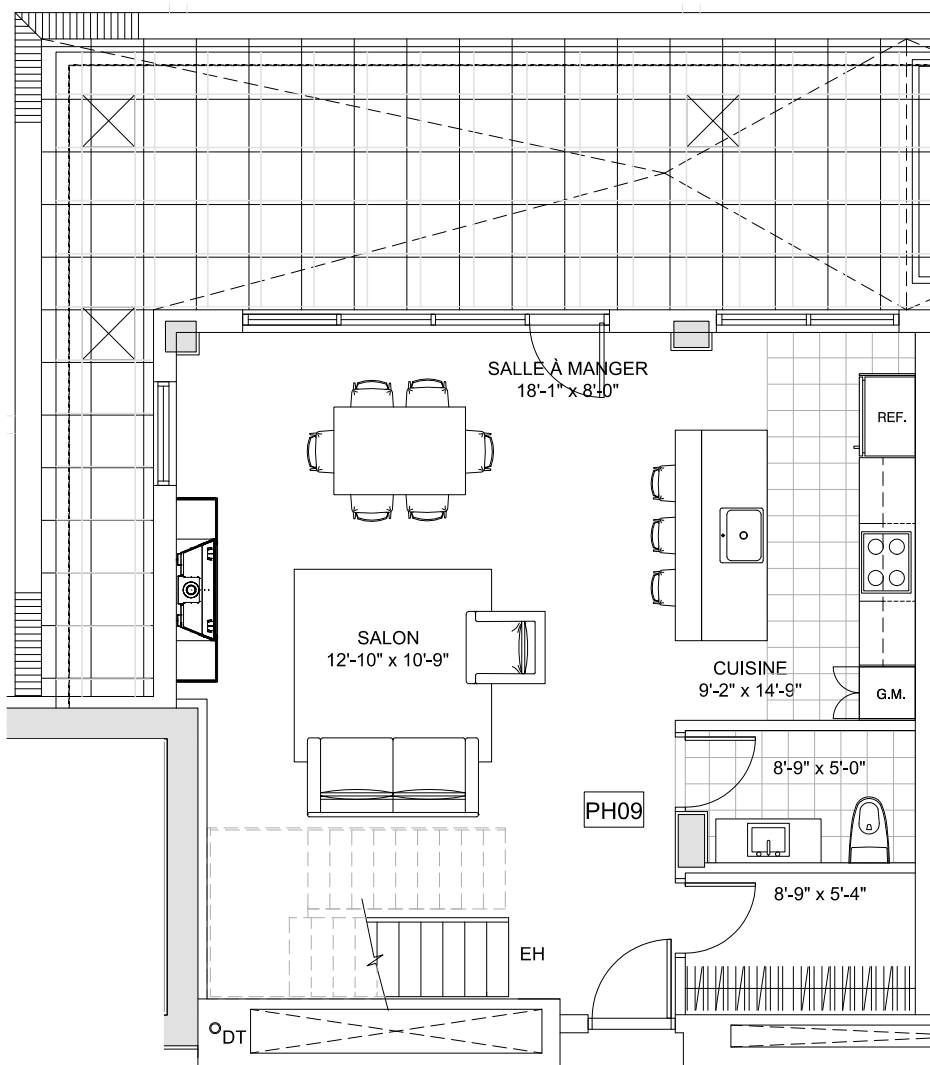 SALLE À MANGER
18'-1" x 8'-0"
REF.
SALON
12'-10" x 10'-9"
CUISINE
9'-2" x 14'-9"
G.M.
8'-9" x 5'-0"
PH09
8'-9" x 5'-4"
EH
DT